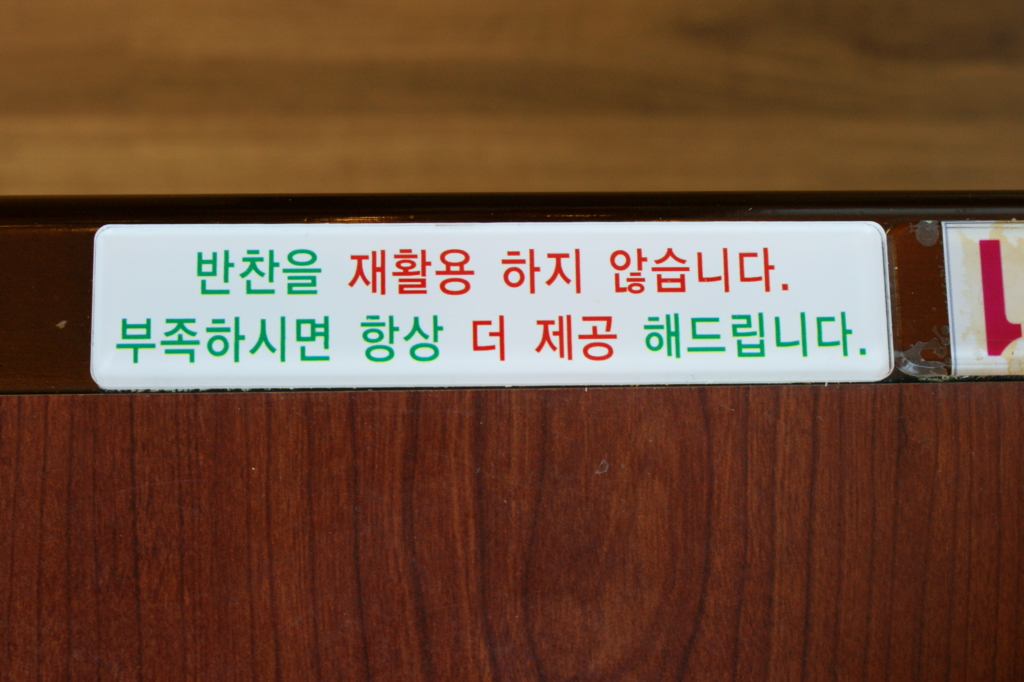 반찬을 재활용 하지 않습니다.
부족하시면 항상 더 제공 해드립니다.